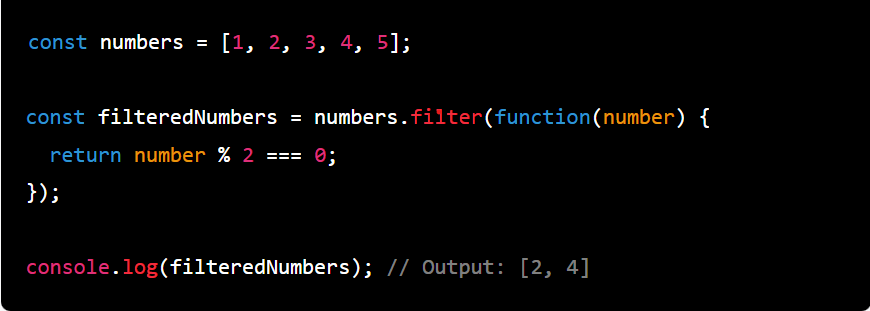 const numbers = [1, 2, 3, 4, 5];
const filteredNumbers = numbers.filter(function(number) {
  return number % 2 === 0;
});
console.log(filteredNumbers); // Output: [2, 4]